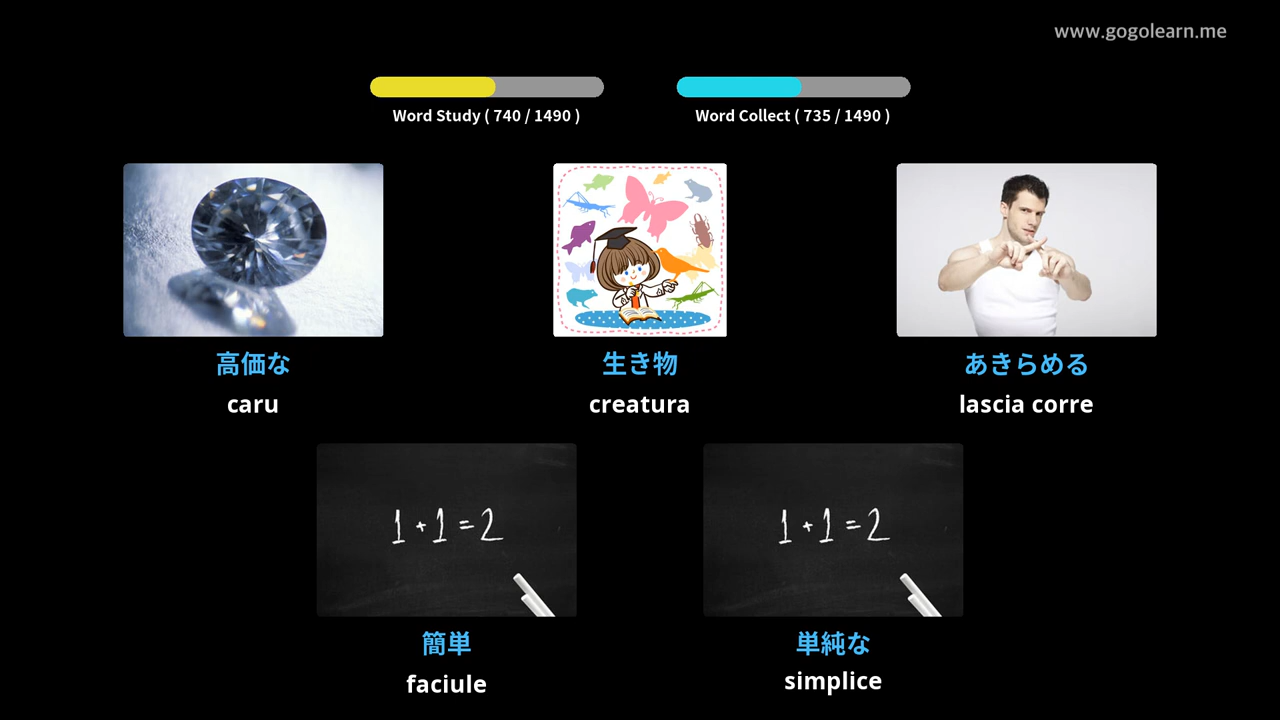 www.gogolearn.me
Word Study ( 740 / 1490 )
Word Collect ( 735 / 1490 )
高価な
caru
生き物
creatura
あきらめる
lascia corre
1+1=2
簡単
faciule
1+1=2
単純な
simplice